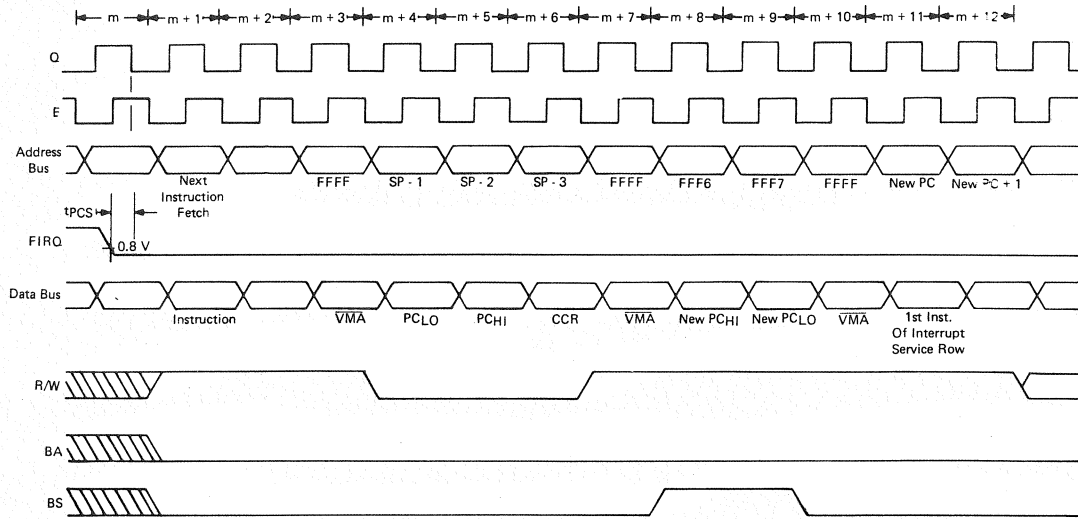 m m + 1 m + 2 m + 3 m + 4 m + 5 m + 6 m + 7 m + 8 m + 9 m + 10 m + 11 m + 12
Q
E
Address
Bus
Next
Instruction
Fetch
FFFF SP - 1 SP - 2 SP - 3 FFFF FFF6 FFF7 FFFF New PC New PC + 1
tPCS
FIRQ
0.8 V
Data Bus
Instruction VMA PCLO PCHI CCR VMA New PCHI New PCLO VMA 1st Inst.
Of Interrupt
Service Row
R/W
BA
BS